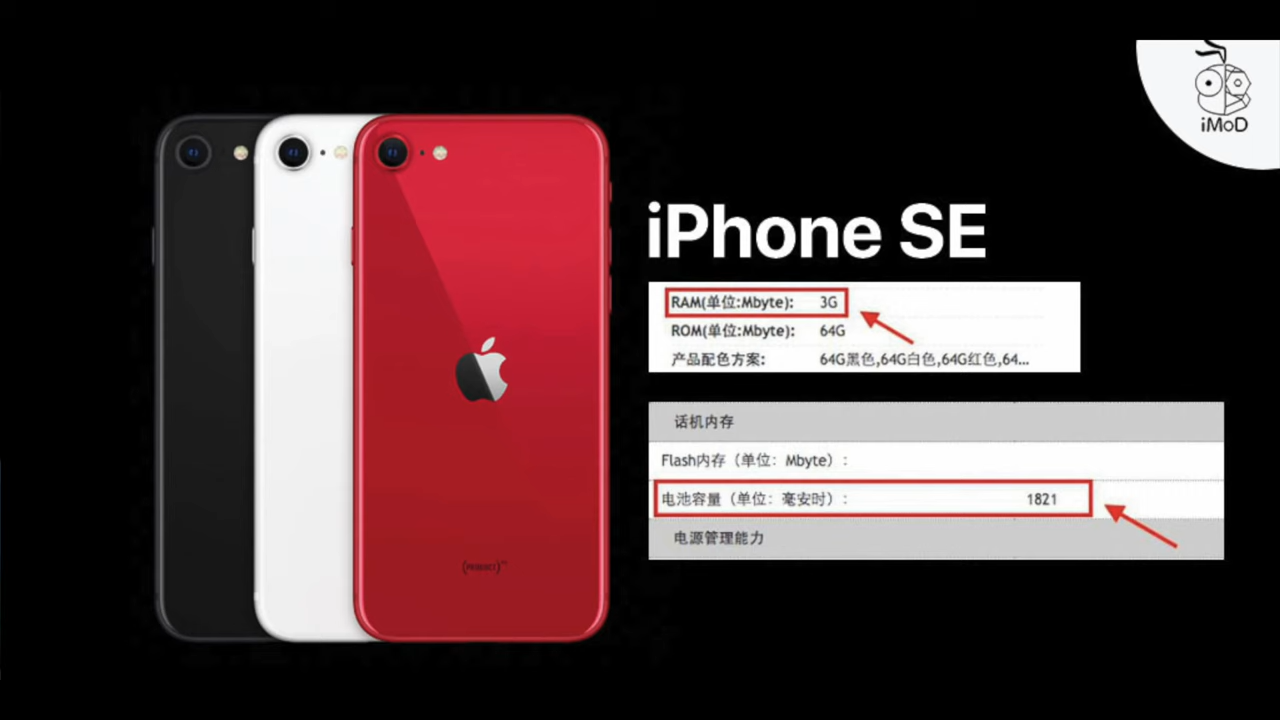 iMoD
iPhone SE
RAM(单位:Mbyte): 3G
ROM(单位:Mbyte): 64G
产品配色方案: 64G黑色,64G白色,64G红色,64...
话机内存
Flash内存（单位: Mbyte）:
电池容量（单位: 毫安时）: 1821
电源管理能力
(PRODUCT)